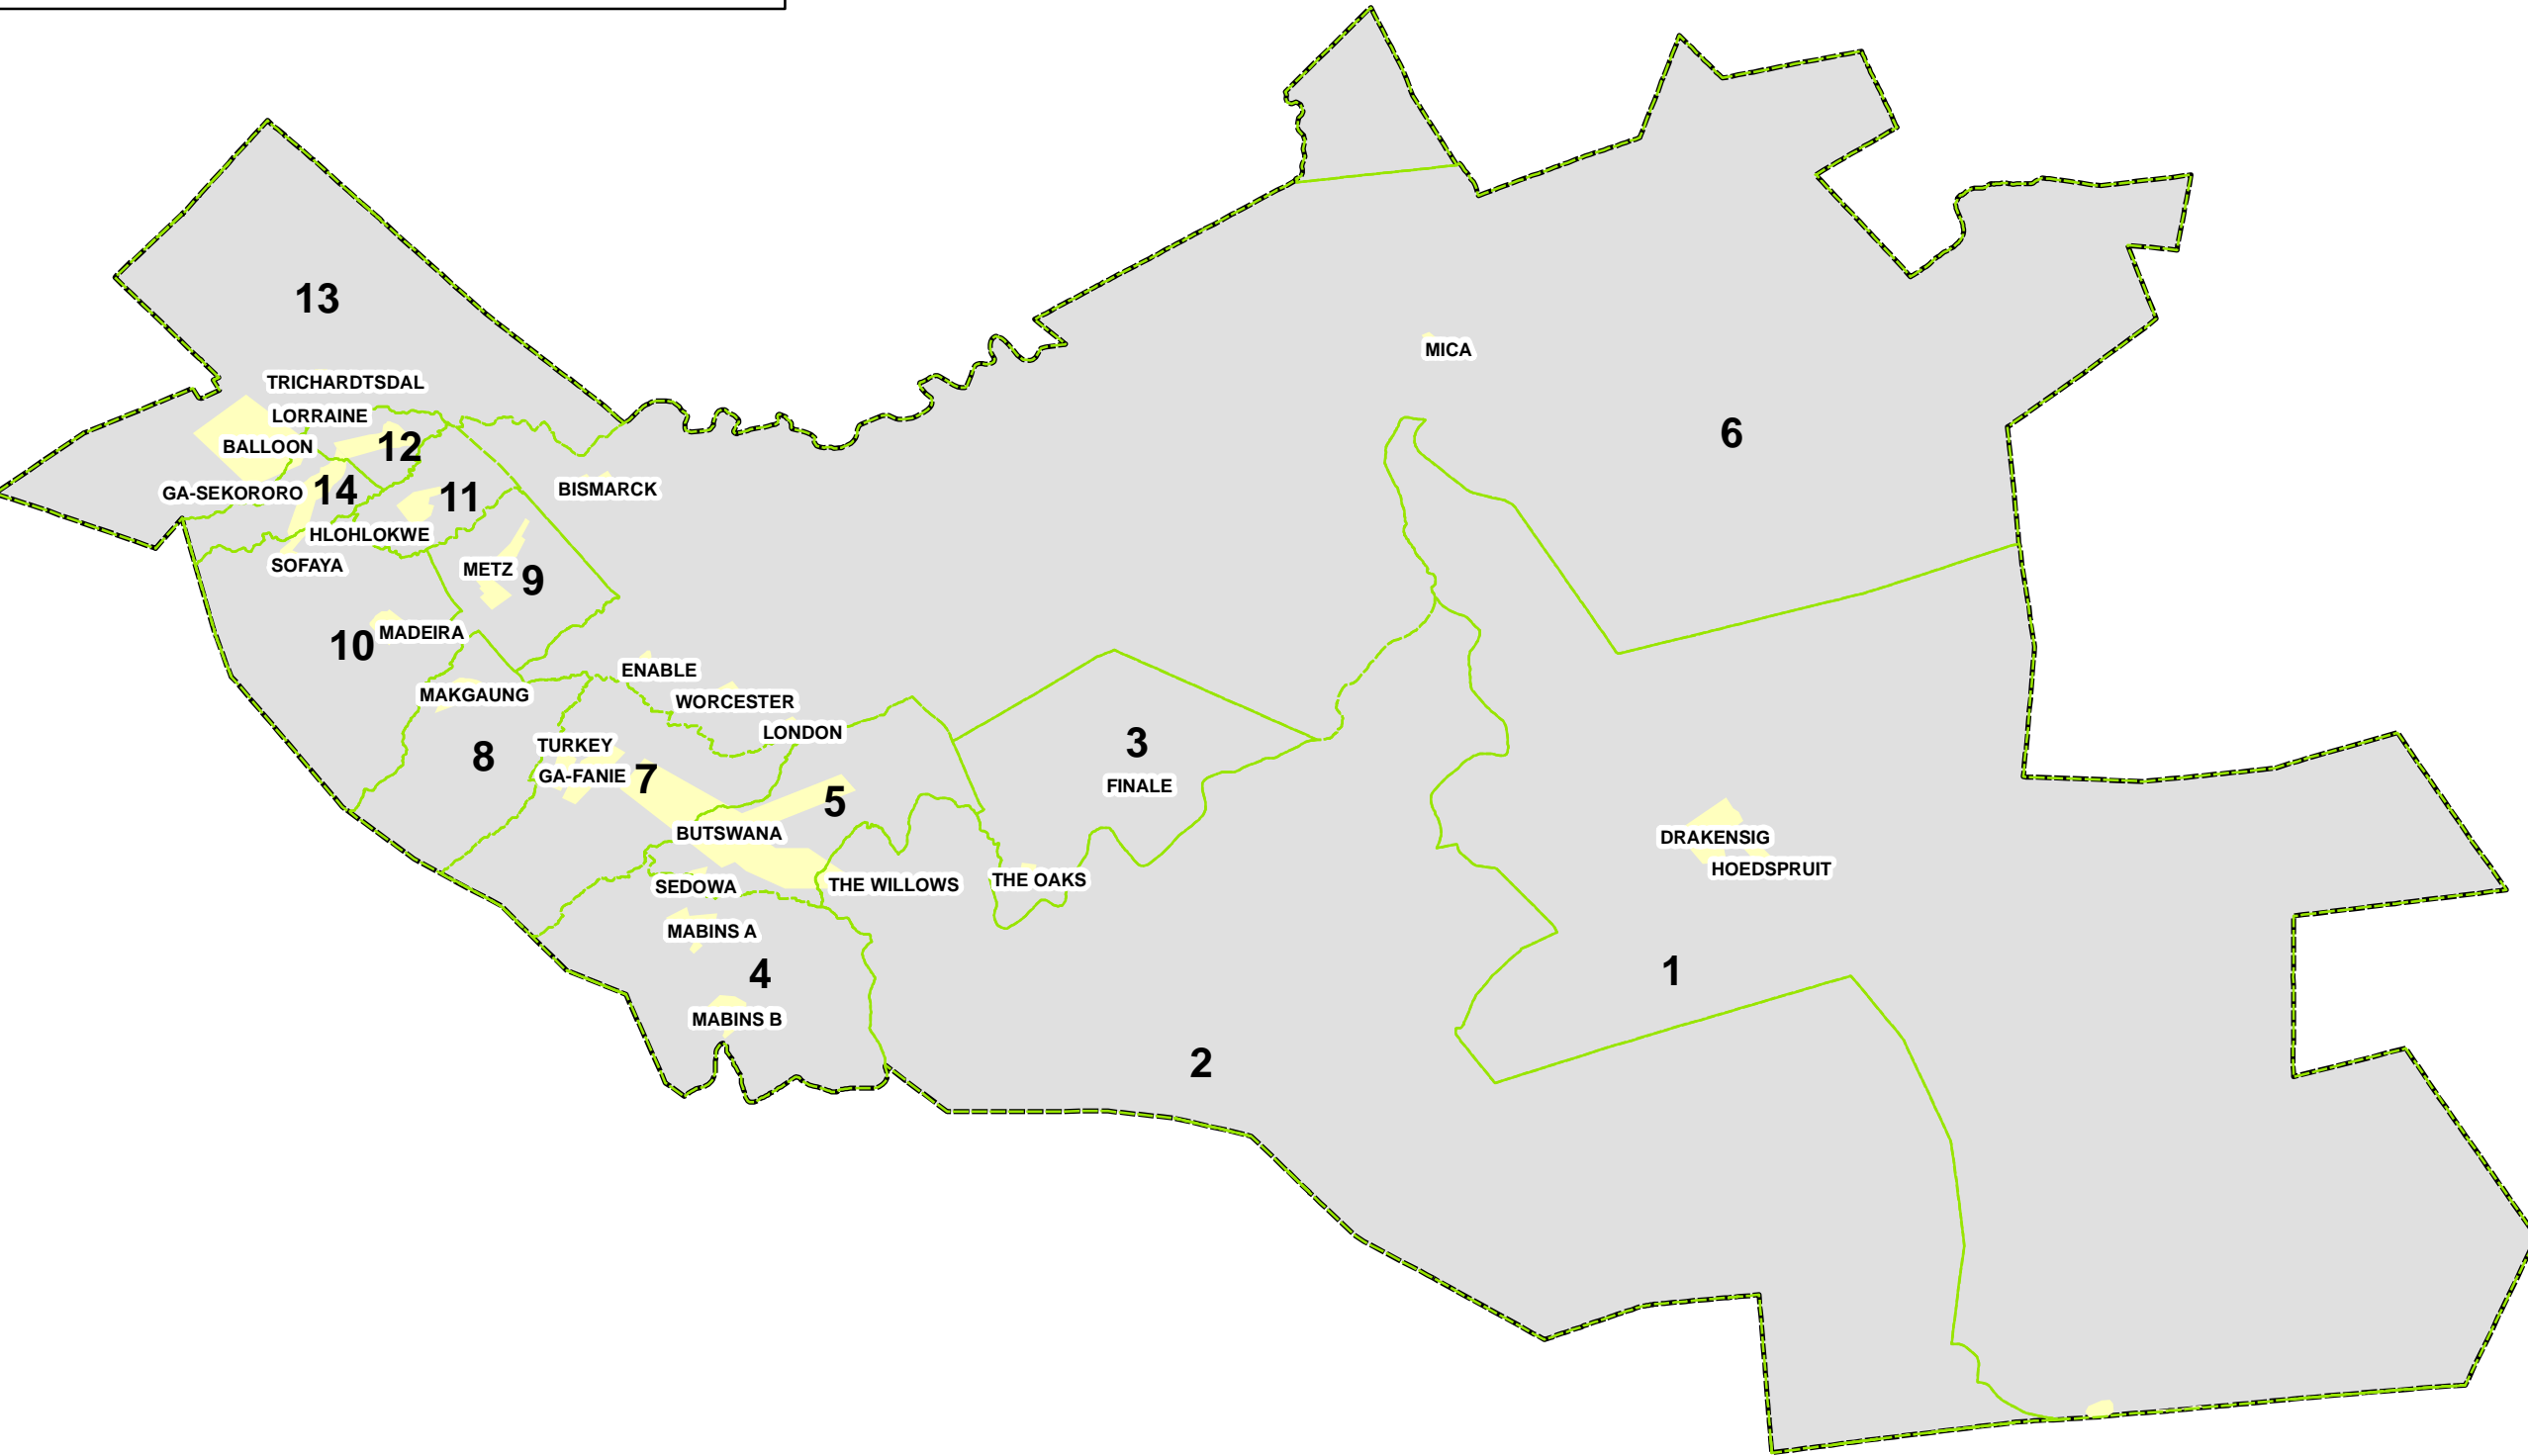 13
MICA
TRICHARDTSDAL
LORRAINE
6
BALLOON
12
GA-SEKORORO
14
11
BISMARCK
HLOHLOKWE
SOFAYA
METZ
9
MADEIRA
10
ENABLE
MAKGAUNG
WORCESTER
LONDON
3
TURKEY
8
GA-FANIE
7
FINALE
5
BUTSWANA
DRAKENSIG
HOEDSPRUIT
THE OAKS
SEDOWA
THE WILLOWS
MABINS A
4
1
MABINS B
2